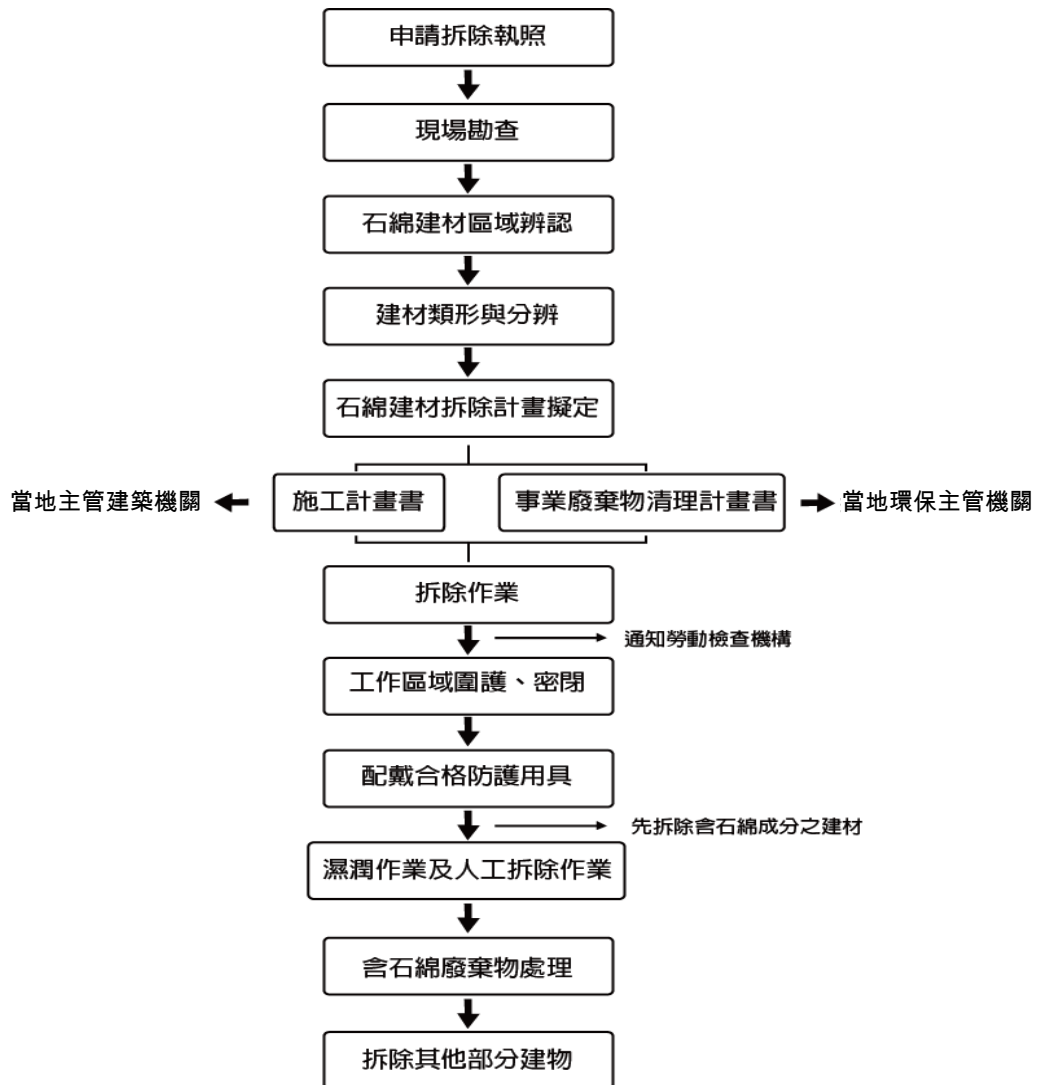 申請拆除執照
現場勘查
石綿建材區域辨認
建材類形與分辨
石綿建材拆除計畫擬定
當地主管建築機關
施工計畫書
事業廢棄物清理計畫書
當地環保主管機關
拆除作業
通知勞動檢查機構
工作區域圍護、密閉
配戴合格防護用具
先拆除含石綿成分之建材
濕潤作業及人工拆除作業
含石綿廢棄物處理
拆除其他部分建物